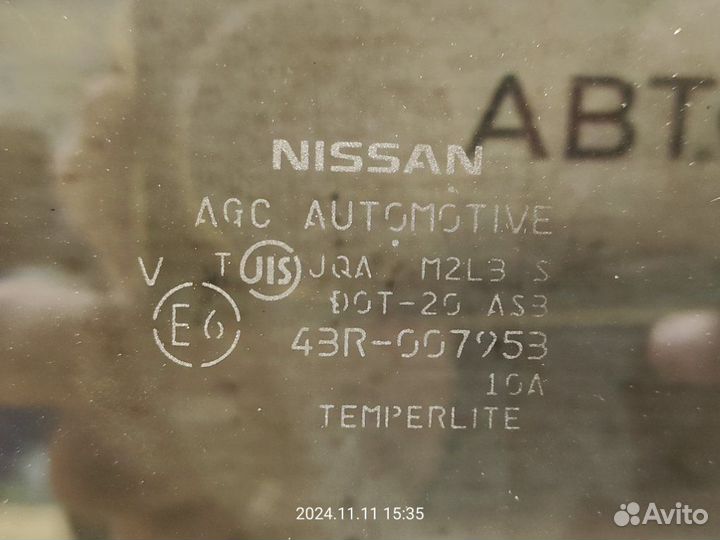 АВТ
NISSAN
AGC AUTOMOTIVE
V T JIS JQA M2L3 S
DOT-20 AS3
E6 43R-007953
10A
TEMPERLITE
2024.11.11 15:35
Avito